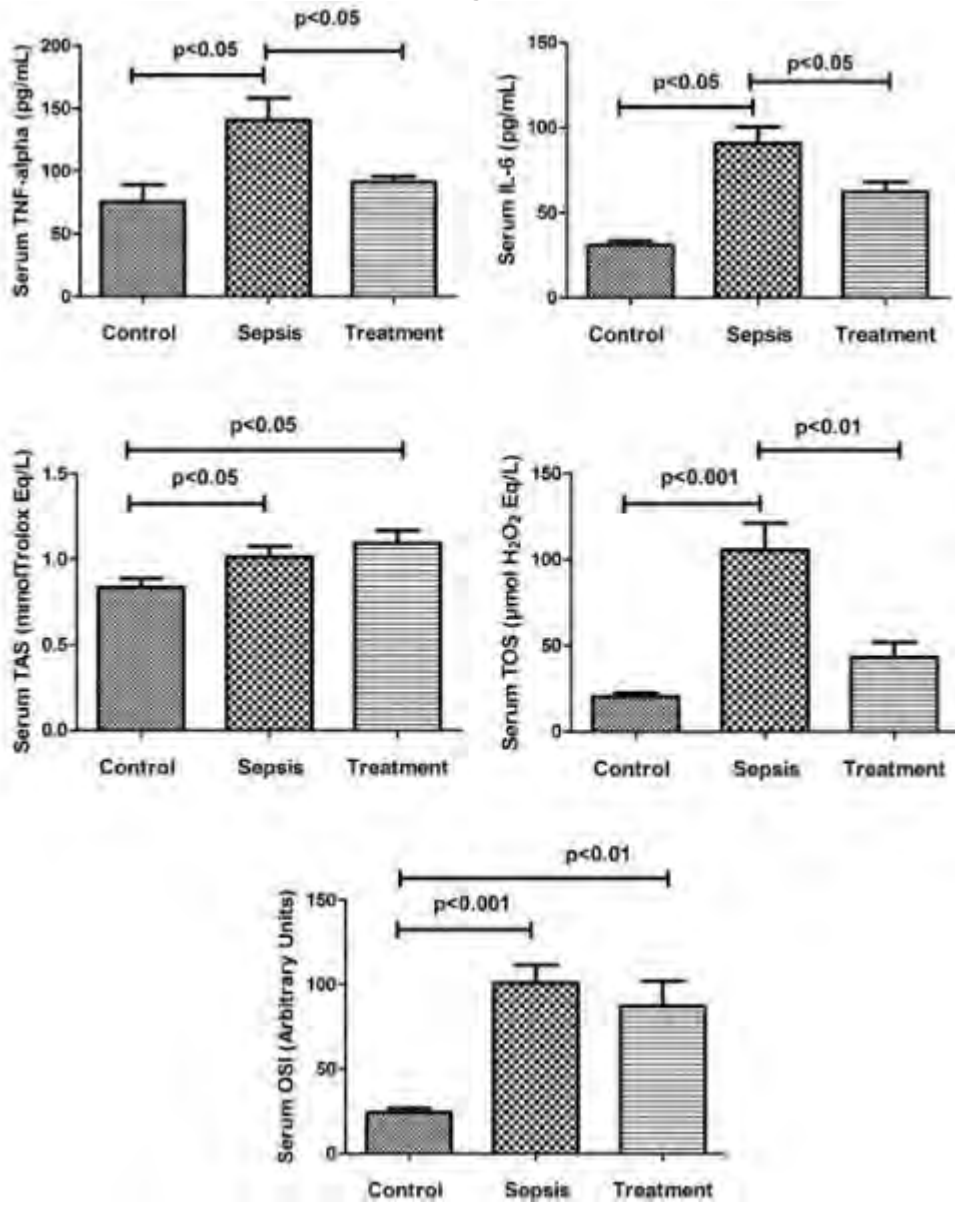 p<0.05
p<0.05
200
150
100
50
0
Serum TNF-alpha (pg/mL)
Control Sepsis Treatment
p<0.05
p<0.05
150
100
50
0
Serum IL-6 (pg/mL)
Control Sepsis Treatment
p<0.05
p<0.05
1.5
1.0
0.5
0.0
Serum TAS (mmolTrolox Eq/L)
Control Sepsis Treatment
p<0.01
p<0.001
150
100
50
0
Serum TOS (µmol H₂O₂ Eq/L)
Control Sepsis Treatment
p<0.01
p<0.001
150
100
50
0
Serum OSI (Arbitrary Units)
Control Sepsis Treatment